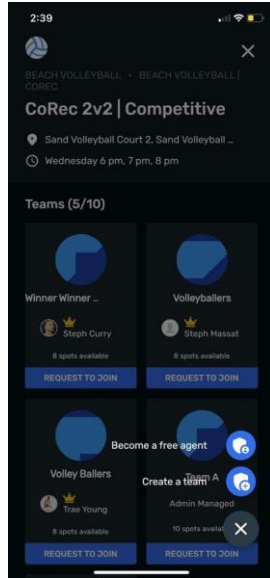 2:39
BEACH VOLLEYBALL • BEACH VOLLEYBALL |
COREC
CoRec 2v2 | Competitive
Sand Volleyball Court 2, Sand Volleyball ...
Wednesday 6 pm, 7 pm, 8 pm
Teams (5/10)
Winner Winner ...
Steph Curry
8 spots available
REQUEST TO JOIN
Volleyballers
Steph Massat
8 spots available
REQUEST TO JOIN
Become a free agent
Create a team
Volley Ballers
Trae Young
8 spots available
REQUEST TO JOIN
Team A
Admin Managed
10 spots availa
REQUEST TO JOIN